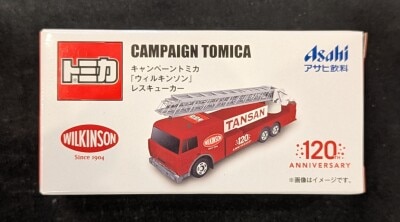 トミカ
CAMPAIGN TOMICA
キャンペーントミカ
「ウィルキンソン」
レスキューカー
Asahi
アサヒ飲料
WILKINSON
Since 1904
WILKINSON
TANSAN
120
120TH
ANNIVERSARY
※画像はイメージです。